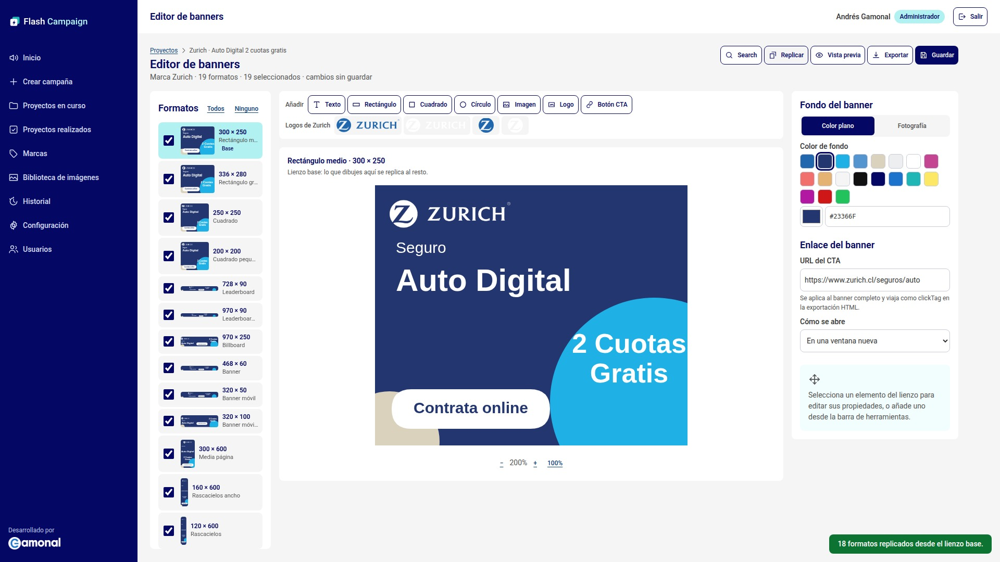 Flash Campaign
Inicio
Crear campaña
Proyectos en curso
Proyectos realizados
Marcas
Biblioteca de imágenes
Historial
Configuración
Usuarios
Desarrollado por
Gamonal
Editor de banners
Andrés Gamonal
Administrador
Salir
Proyectos > Zurich · Auto Digital 2 cuotas gratis
Editor de banners
Marca Zurich · 19 formatos · 19 seleccionados · cambios sin guardar
Search
Replicar
Vista previa
Exportar
Guardar
Formatos
Todos
Ninguno
300 × 250
Rectángulo m...
Base
336 × 280
Rectángulo gr...
250 × 250
Cuadrado
200 × 200
Cuadrado pequ...
728 × 90
Leaderboard
970 × 90
Leaderboar...
970 × 250
Billboard
468 × 60
Banner
320 × 50
Banner móvil
320 × 100
Banner móvi...
300 × 600
Media página
160 × 600
Rascacielos ancho
120 × 600
Rascacielos
Añadir
Texto
Rectángulo
Cuadrado
Círculo
Imagen
Logo
Botón CTA
Logos de Zurich
ZURICH
ZURICH
Rectángulo medio · 300 × 250
Lienzo base: lo que dibujes aquí se replica al resto.
ZURICH®
Seguro
Auto Digital
2 Cuotas
Gratis
Contrata online
− 200% + 100%
Fondo del banner
Color plano
Fotografía
Color de fondo
#23366F
Enlace del banner
URL del CTA
https://www.zurich.cl/seguros/auto
Se aplica al banner completo y viaja como clickTag en
la exportación HTML.
Cómo se abre
En una ventana nueva
Selecciona un elemento del lienzo para
editar sus propiedades, o añade uno
desde la barra de herramientas.
18 formatos replicados desde el lienzo base.